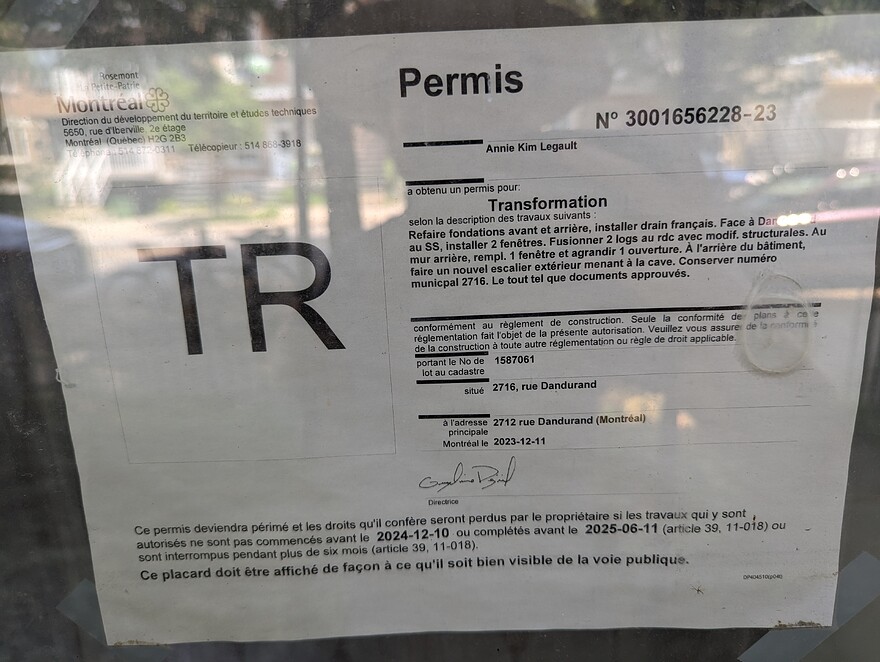 Rosemont
La Petite-Patrie
Montréal
Direction du développement du territoire et études techniques
5650, rue d'Iberville, 2e étage
Montréal (Québec) H2G 2B3
Télécopieur : 514 868-3918
Permis
N° 3001656228-23
Annie Kim Legault
a obtenu un permis pour:
Transformation
selon la description des travaux suivants :
Refaire fondations avant et arrière, installer drain français. Face à
au SS, installer 2 fenêtres. Fusionner 2 logs au rdc avec modif. structurales. Au
mur arrière, rempl. 1 fenêtre et agrandir 1 ouverture. À l'arrière du bâtiment,
faire un nouvel escalier extérieur menant à la cave. Conserver numéro
municpal 2716. Le tout tel que documents approuvés.
TR
conformément au règlement de construction. Seule la conformité des plans à cette
réglementation fait l'objet de la présente autorisation. Veuillez vous assurer de la conformité
de la construction à toute autre réglementation ou règle de droit applicable.
portant le No de lot au cadastre 1587061
situé 2716, rue Dandurand
à l'adresse principale 2712 rue Dandurand (Montréal)
Montréal le 2023-12-11
Directrice
Ce permis deviendra périmé et les droits qu'il confère seront perdus par le propriétaire si les travaux qui y sont
autorisés ne sont pas commencés avant le 2024-12-10 ou complétés avant le 2025-06-11 (article 39, 11-018) ou
sont interrompus pendant plus de six mois (article 39, 11-018).
Ce placard doit être affiché de façon à ce qu'il soit bien visible de la voie publique.